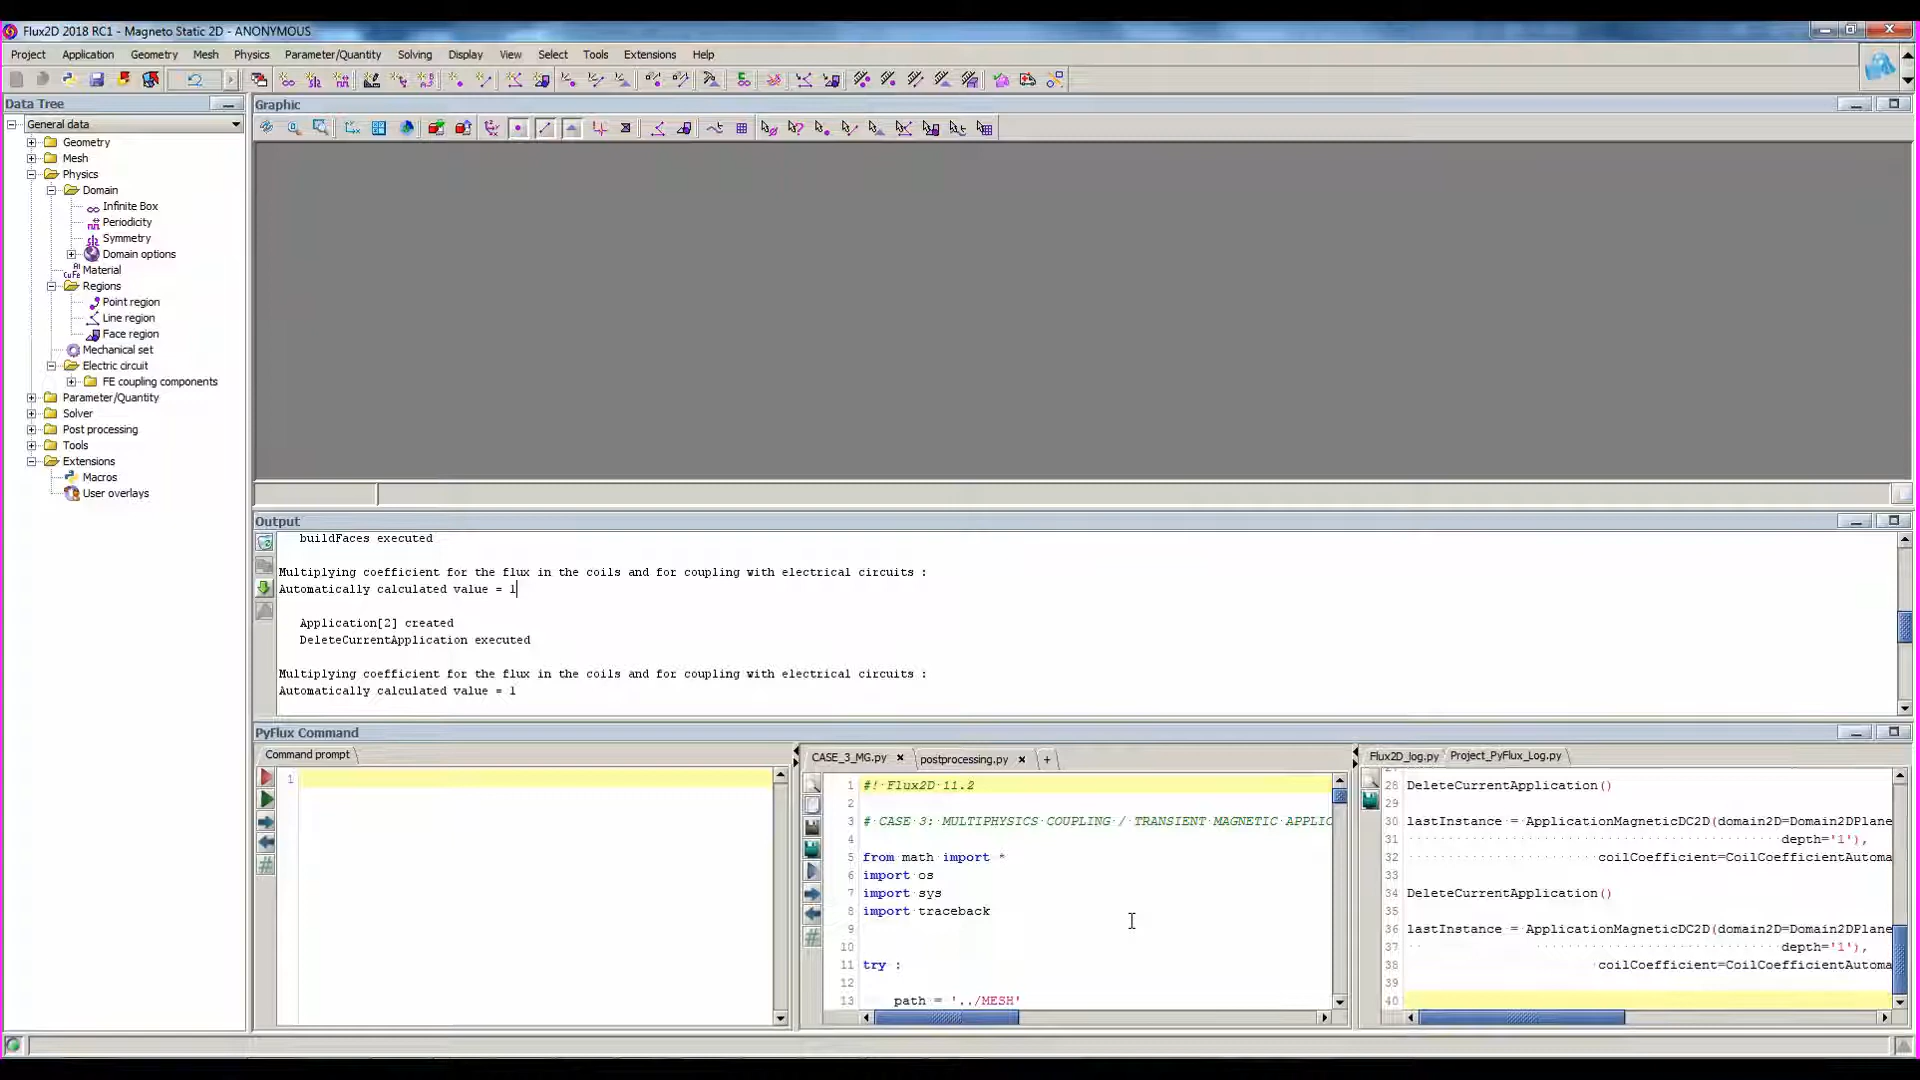 Flux2D 2018 RC1 - Magneto Static 2D - ANONYMOUS
Project Application Geometry Mesh Physics Parameter/Quantity Solving Display View Select Tools Extensions Help
Data Tree
General data
Geometry
Mesh
Physics
Domain
Infinite Box
Periodicity
Symmetry
Domain options
Material
Regions
Point region
Line region
Face region
Mechanical set
Electric circuit
FE coupling components
Parameter/Quantity
Solver
Post processing
Tools
Extensions
Macros
User overlays
Graphic
Output
buildFaces executed
Multiplying coefficient for the flux in the coils and for coupling with electrical circuits :
Automatically calculated value = 1
Application[2] created
DeleteCurrentApplication executed
Multiplying coefficient for the flux in the coils and for coupling with electrical circuits :
Automatically calculated value = 1
PyFlux Command
Command prompt
1
CASE_3_MG.py
postprocessing.py
+
1 #! Flux2D 11.2
2
3 # CASE 3: MULTIPHYSICS COUPLING / TRANSIENT MAGNETIC APPLIC
4
5 from math import *
6 import os
7 import sys
8 import traceback
9
10
11 try :
12
13 path = '../MESH'
Flux2D_log.py
Project_PyFlux_Log.py
28 DeleteCurrentApplication()
29
30 lastInstance = ApplicationMagneticDC2D(domain2D=Domain2DPlane
31 depth='1'),
32 coilCoefficient=CoilCoefficientAutoma
33
34 DeleteCurrentApplication()
35
36 lastInstance = ApplicationMagneticDC2D(domain2D=Domain2DPlane
37 depth='1'),
38 coilCoefficient=CoilCoefficientAutoma
39
40